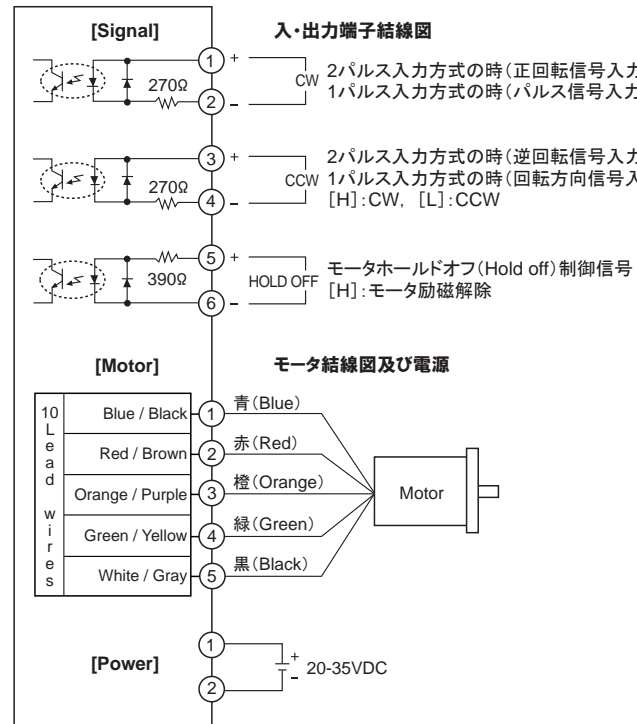 [Signal]
入・出力端子結線図
1
+
270Ω
2
−
CW
2パルス入力方式の時(正回転信号入力
1パルス入力方式の時(パルス信号入力
3
+
270Ω
4
−
CCW
2パルス入力方式の時(逆回転信号入力
1パルス入力方式の時(回転方向信号入
[H]:CW, [L]:CCW
5
+
390Ω
6
−
HOLD OFF
モータホールドオフ(Hold off)制御信号
[H]:モータ励磁解除
[Motor]
モータ結線図及び電源
10 Lead wires
Blue / Black
1
青(Blue)
Red / Brown
2
赤(Red)
Orange / Purple
3
橙(Orange)
Green / Yellow
4
緑(Green)
White / Gray
5
黒(Black)
Motor
[Power]
1
2
+
−
20-35VDC